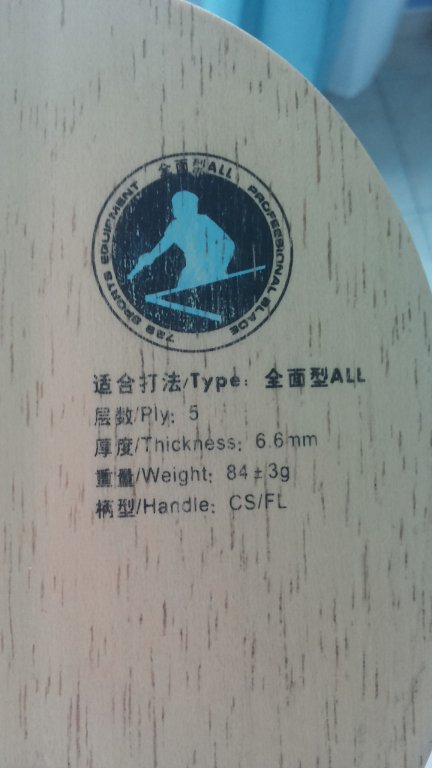 全面型ALL
PROFESSIONAL BLADE
729 SPORTS EQUIPMENT
适合打法/Type: 全面型ALL
层数/Ply: 5
厚度/Thickness: 6.6mm
重量/Weight: 84±3g
柄型/Handle: CS/FL